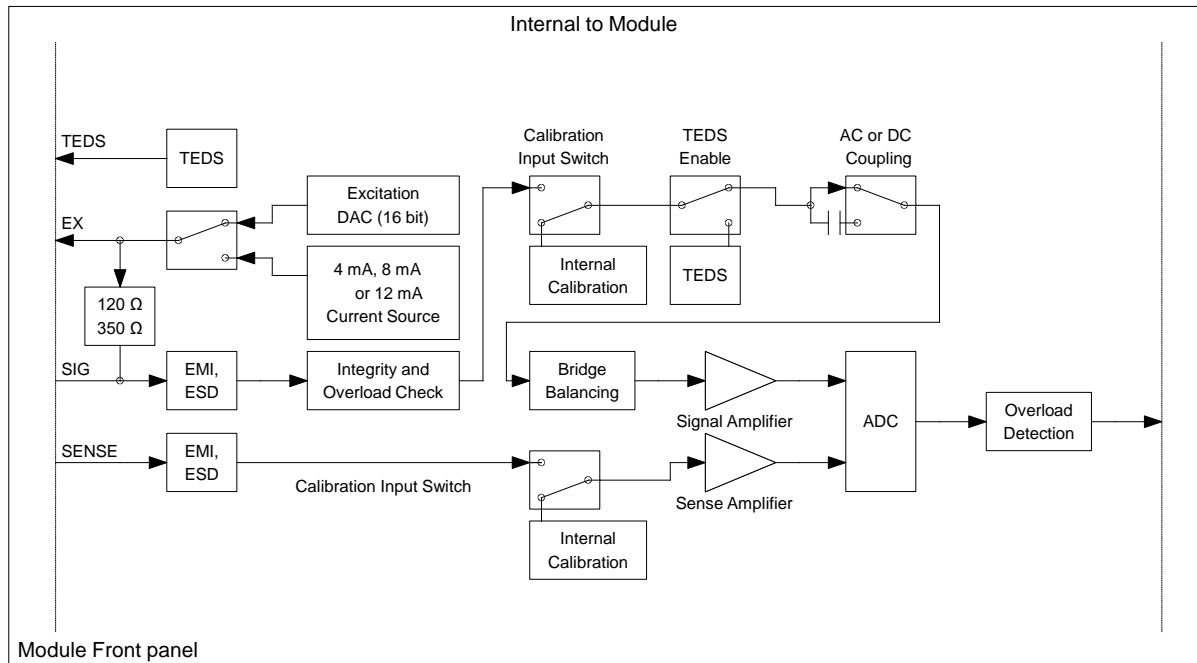 Internal to Module
TEDS
TEDS
Calibration
Input Switch
TEDS
Enable
AC or DC
Coupling
Excitation
DAC (16 bit)
EX
4 mA, 8 mA
or 12 mA
Current Source
Internal
Calibration
TEDS
120 Ω
350 Ω
SIG
EMI,
ESD
Integrity and
Overload Check
Bridge
Balancing
Signal Amplifier
ADC
Overload
Detection
SENSE
EMI,
ESD
Calibration Input Switch
Sense Amplifier
Internal
Calibration
Module Front panel